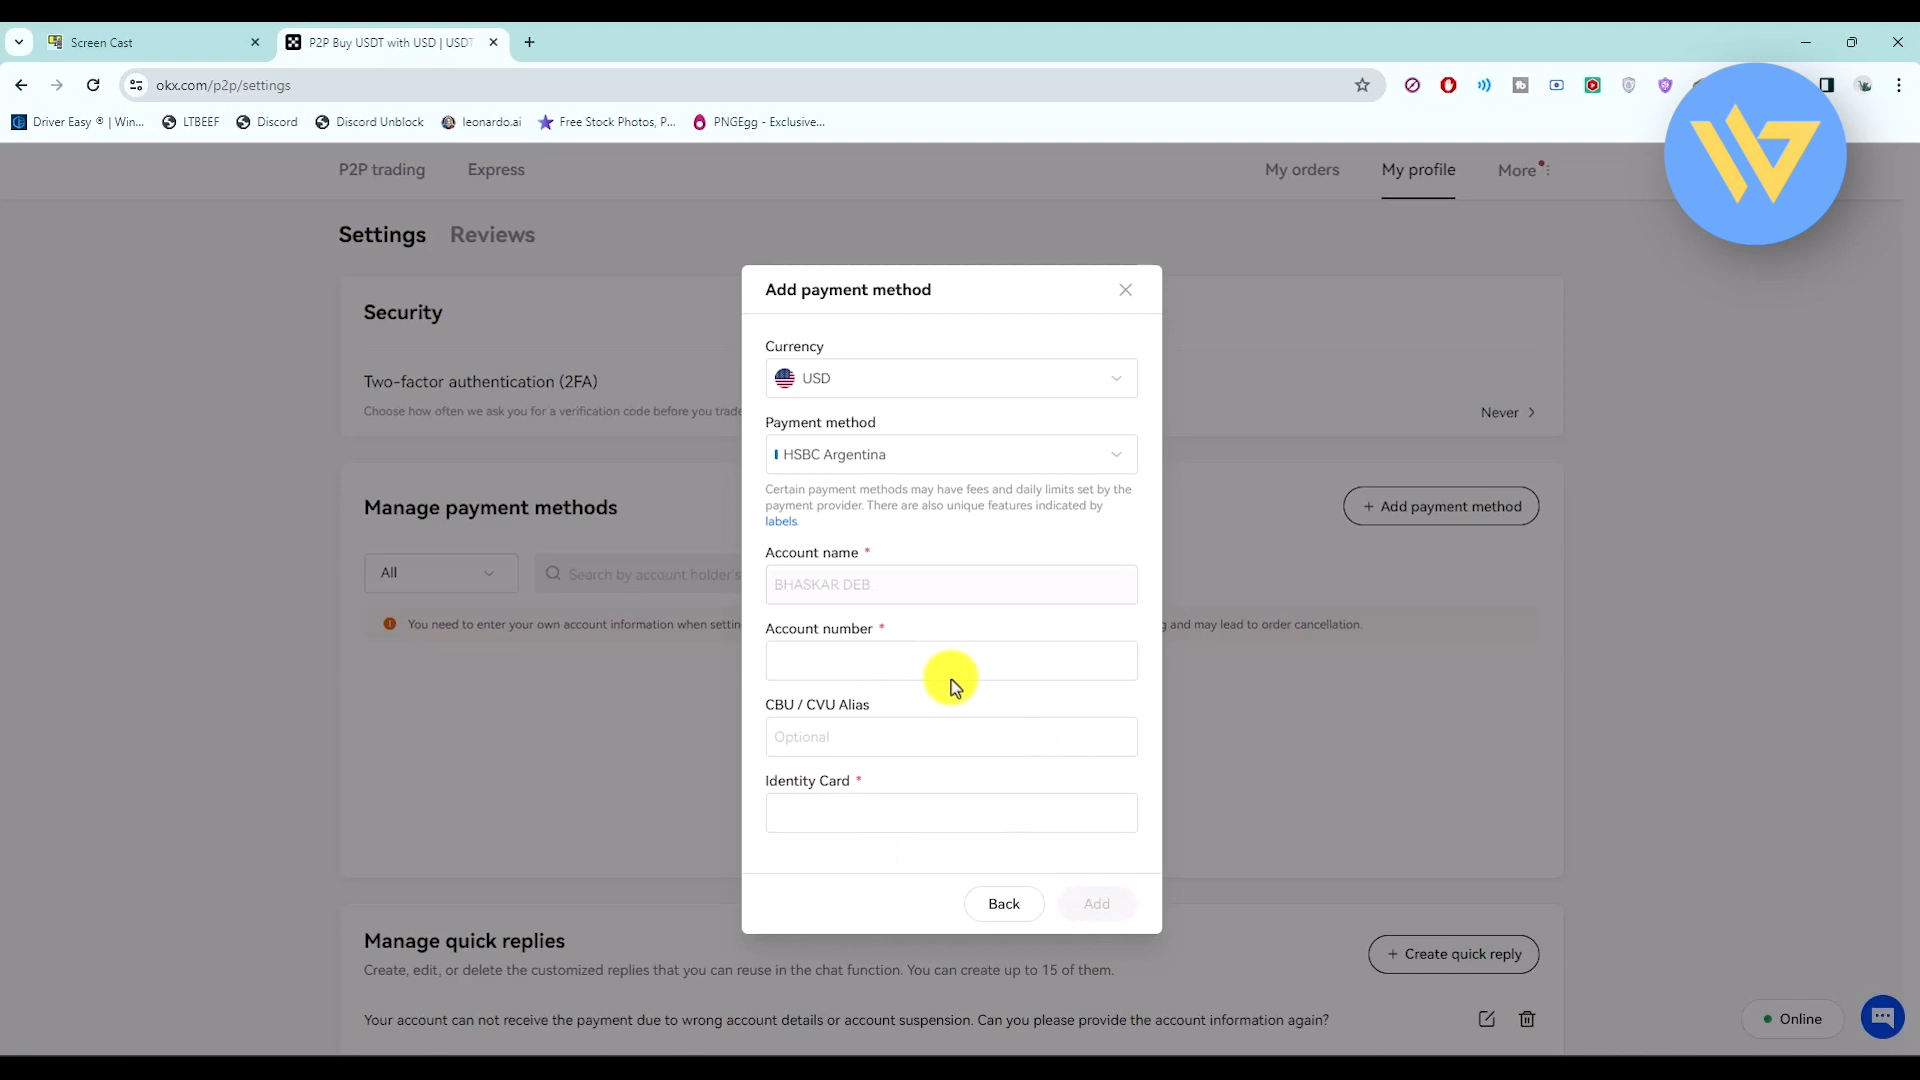 Screen Cast
P2P Buy USDT with USD | USDT
okx.com/p2p/settings
Driver Easy ® | Win...
LTBEEF
Discord
Discord Unblock
leonardo.ai
Free Stock Photos, P...
PNGEgg - Exclusive...
P2P trading
Express
My orders
My profile
More
Settings
Reviews
Security
Two-factor authentication (2FA)
Choose how often we ask you for a verification code before you trade
Never
Manage payment methods
+ Add payment method
All
Search by account holder's
You need to enter your own account information when settin
g and may lead to order cancellation.
Add payment method
Currency
USD
Payment method
HSBC Argentina
Certain payment methods may have fees and daily limits set by the
payment provider. There are also unique features indicated by
labels.
Account name *
BHASKAR DEB
Account number *
CBU / CVU Alias
Optional
Identity Card *
Back
Add
Manage quick replies
Create, edit, or delete the customized replies that you can reuse in the chat function. You can create up to 15 of them.
+ Create quick reply
Your account can not receive the payment due to wrong account details or account suspension. Can you please provide the account information again?
Online